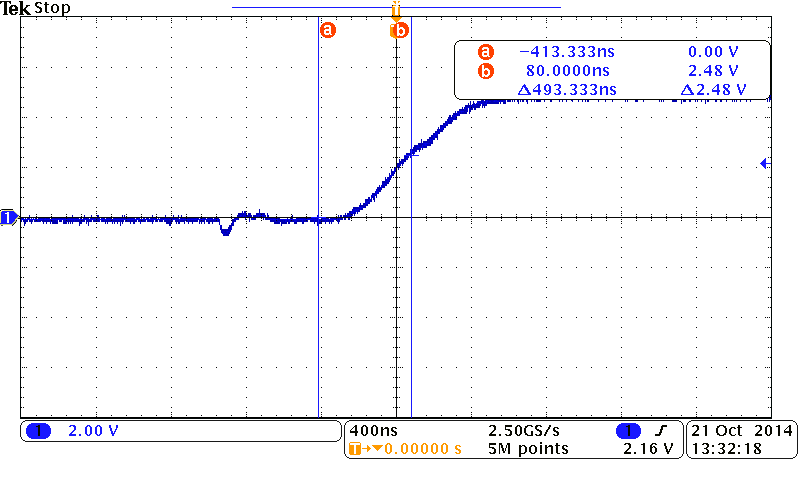 Tek Stop
T
a b
a −413.333ns 0.00 V
b 80.0000ns 2.48 V
Δ493.333ns Δ2.48 V
1
1 2.00 V
400ns 2.50GS/s 1
T→▼0.00000 s 5M points 2.16 V
21 Oct 2014
13:32:18